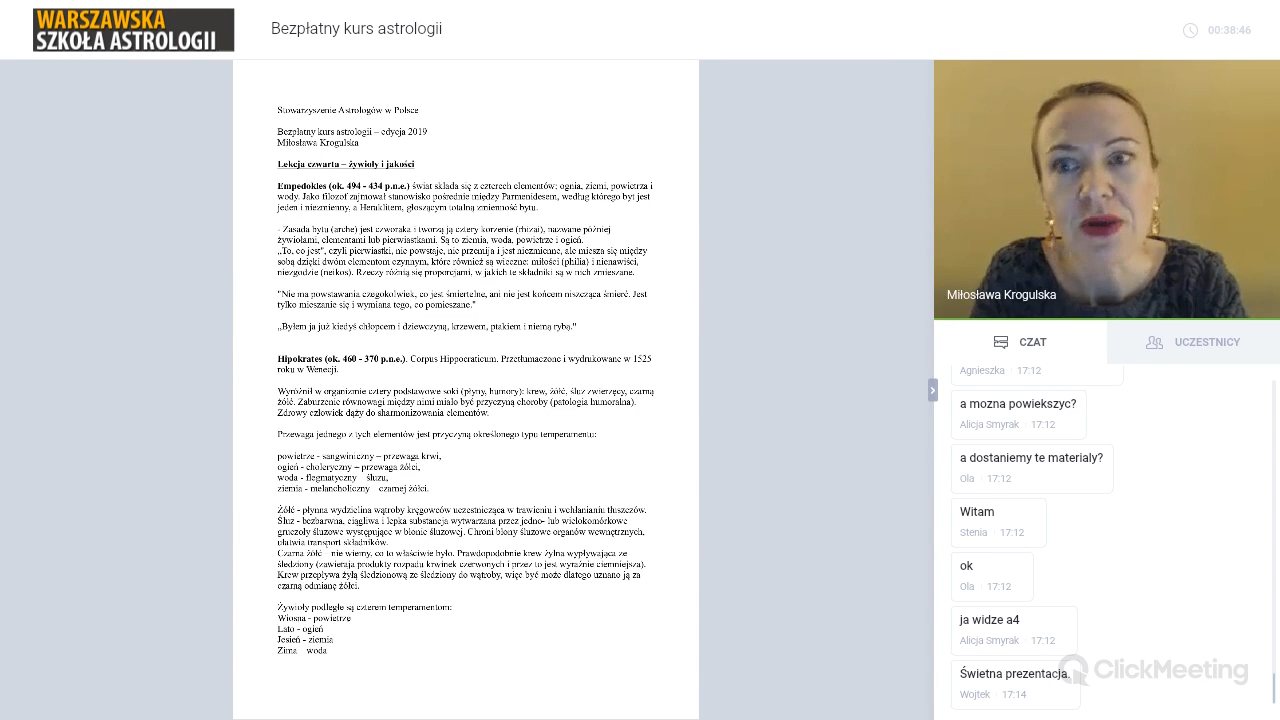 WARSZAWSKA
SZKOŁA ASTROLOGII
Bezpłatny kurs astrologii
00:38:46
Stowarzyszenie Astrologów w Polsce
Bezpłatny kurs astrologii – edycja 2019
Miłosława Krogulska
Lekcja czwarta – żywioły i jakości
Empedokles (ok. 494 - 434 p.n.e.) świat składa się z czterech elementów: ognia, ziemi, powietrza i
wody. Jako filozof zajmował stanowisko pośrednie między Parmenidesem, według którego byt jest
jeden i niezmienny, a Heraklitem, głoszącym totalną zmienność bytu.
- Zasada bytu (arche) jest czworaka i tworzą ją cztery korzenie (rhizai), nazwane później
żywiołami, elementami lub pierwiastkami. Są to ziemia, woda, powietrze i ogień.
„To, co jest", czyli pierwiastki, nie powstaje, nie przemija i jest niezmienne, ale miesza się między
sobą dzięki dwóm elementom czynnym, które również są wieczne: miłości (philia) i nienawiści,
niezgodzie (neikos). Rzeczy różnią się proporcjami, w jakich te składniki są w nich zmieszane.
"Nie ma powstawania czegokolwiek, co jest śmiertelne, ani nie jest końcem niszcząca śmierć. Jest
tylko mieszanie się i wymiana tego, co pomieszane."
„Byłem ja już kiedyś chłopcem i dziewczyną, krzewem, ptakiem i niemą rybą."
Hipokrates (ok. 460 - 370 p.n.e.). Corpus Hippocraticum. Przetłumaczone i wydrukowane w 1525
roku w Wenecji.
Wyróżnił w organizmie cztery podstawowe soki (płyny, humory): krew, żółć, śluz zwierzęcy, czarną
żółć. Zaburzenie równowagi między nimi miało być przyczyną choroby (patologia humoralna).
Zdrowy człowiek dąży do sharmonizowania elementów.
Przewaga jednego z tych elementów jest przyczyną określonego typu temperamentu:
powietrze - sangwiniczny – przewaga krwi,
ogień - choleryczny – przewaga żółci,
woda - flegmatyczny – śluzu,
ziemia - melancholiczny – czarnej żółci.
Żółć - płynna wydzielina wątroby kręgowców uczestnicząca w trawieniu i wchłanianiu tłuszczów.
Śluz - bezbarwna, ciągliwa i lepka substancja wytwarzana przez jedno- lub wielokomórkowe
gruczoły śluzowe występujące w błonie śluzowej. Chroni błony śluzowe organów wewnętrznych,
ułatwia transport składników.
Czarna żółć – nie wiemy, co to właściwie było. Prawdopodobnie krew żylna wypływająca ze
śledziony (zawierająca produkty rozpadu krwinek czerwonych i przez to jest wyraźnie ciemniejsza).
Krew przepływa żyłą śledzionową ze śledziony do wątroby, więc być może dlatego uznano ją za
czarną odmianę żółci.
Żywioły podległe są czterem temperamentom:
Wiosna - powietrze
Lato - ogień
Jesień - ziemia
Zima – woda
Miłosława Krogulska
CZAT
UCZESTNICY
Agnieszka 17:12
a mozna powiekszyc?
Alicja Smyrak 17:12
a dostaniemy te materialy?
Ola 17:12
Witam
Stenia 17:12
ok
Ola 17:12
ja widze a4
Alicja Smyrak 17:12
Świetna prezentacja.
Wojtek 17:14
ClickMeeting